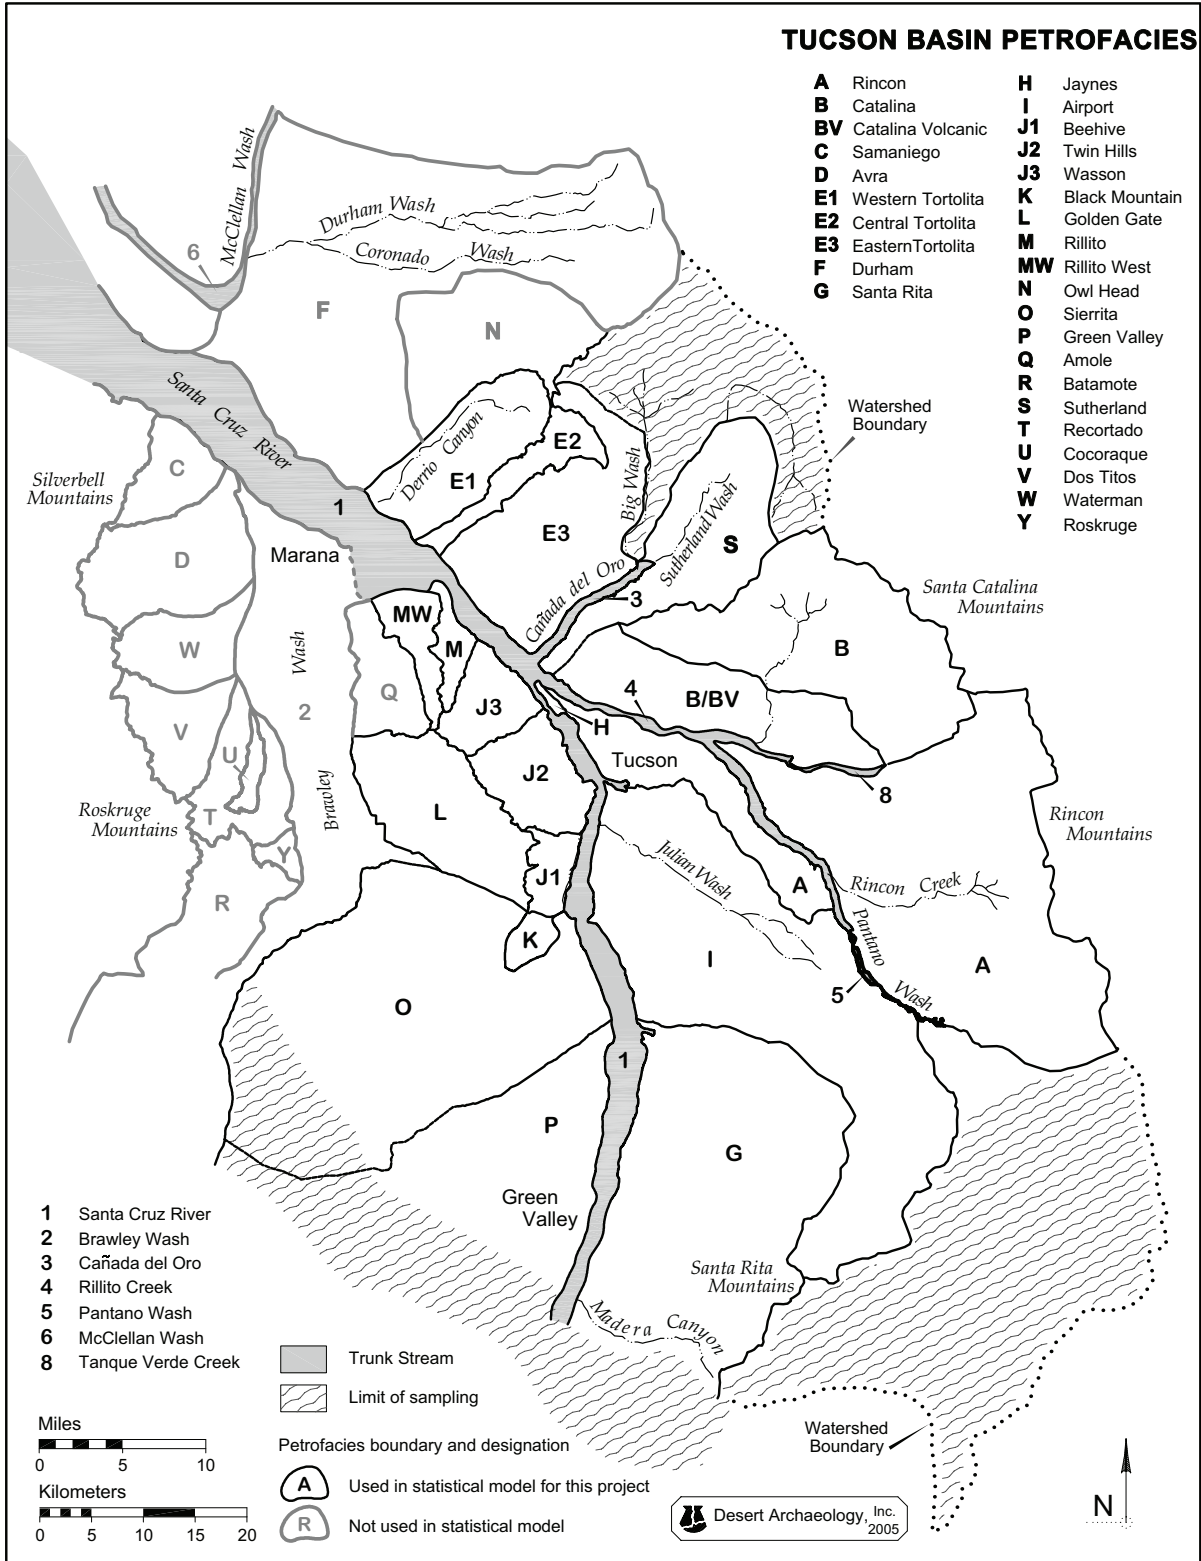 TUCSON BASIN PETROFACIES
A Rincon
B Catalina
BV Catalina Volcanic
C Samaniego
D Avra
E1 Western Tortolita
E2 Central Tortolita
E3 EasternTortolita
F Durham
G Santa Rita
H Jaynes
I Airport
J1 Beehive
J2 Twin Hills
J3 Wasson
K Black Mountain
L Golden Gate
M Rillito
MW Rillito West
N Owl Head
O Sierrita
P Green Valley
Q Amole
R Batamote
S Sutherland
T Recortado
U Cocoraque
V Dos Titos
W Waterman
Y Roskruge
McClellan Wash
Durham Wash
Coronado Wash
6
F
N
Santa Cruz River
Watershed
Boundary
Derrio Canyon
E2
E1
Big Wash
C
Silverbell
Mountains
1
E3
Sutherland Wash
S
Marana
D
Cañada del Oro
3
Santa Catalina
Mountains
MW
M
W
Brawley Wash
2
Q
B
4
B/BV
J3
H
V
U
Tucson
J2
8
Roskruge
Mountains
T
L
Rincon
Mountains
Julian Wash
Y
J1
A
Rincon Creek
R
K
Pantano Wash
I
A
5
O
1
P
G
Green
Valley
Santa Rita
Mountains
Madera Canyon
1 Santa Cruz River
2 Brawley Wash
3 Cañada del Oro
4 Rillito Creek
5 Pantano Wash
6 McClellan Wash
8 Tanque Verde Creek
Trunk Stream
Limit of sampling
Watershed
Boundary
Miles
0 5 10
Kilometers
0 5 10 15 20
Petrofacies boundary and designation
A Used in statistical model for this project
R Not used in statistical model
Desert Archaeology, Inc.
2005
N